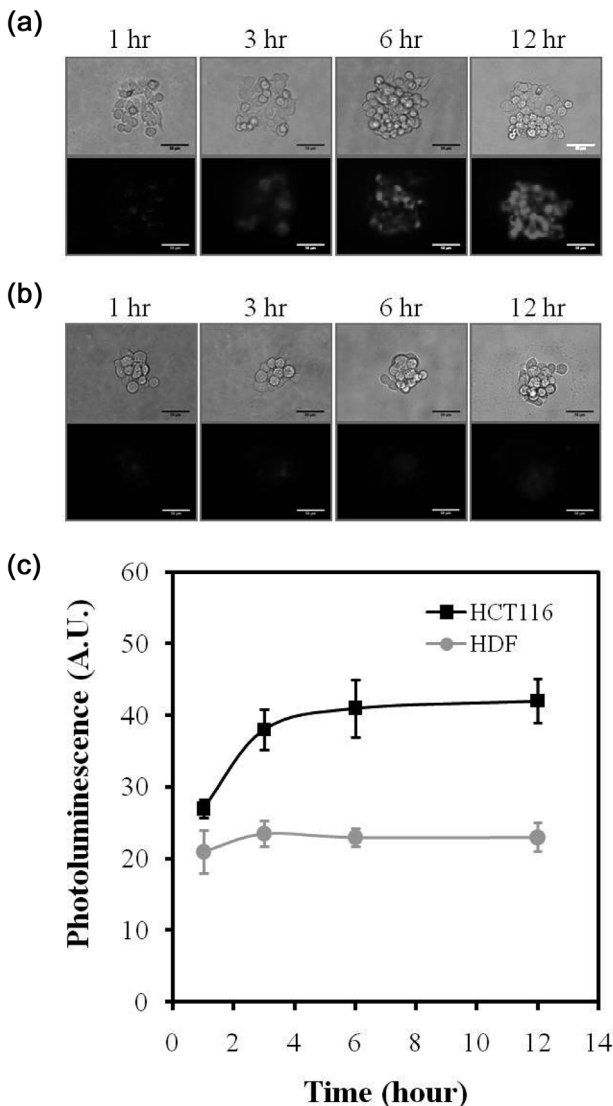 (a)
1 hr 3 hr 6 hr 12 hr
(b)
1 hr 3 hr 6 hr 12 hr
(c)
60
50
40
30
20
10
0
Photoluminescence (A.U.)
HCT116
HDF
0 2 4 6 8 10 12 14
Time (hour)